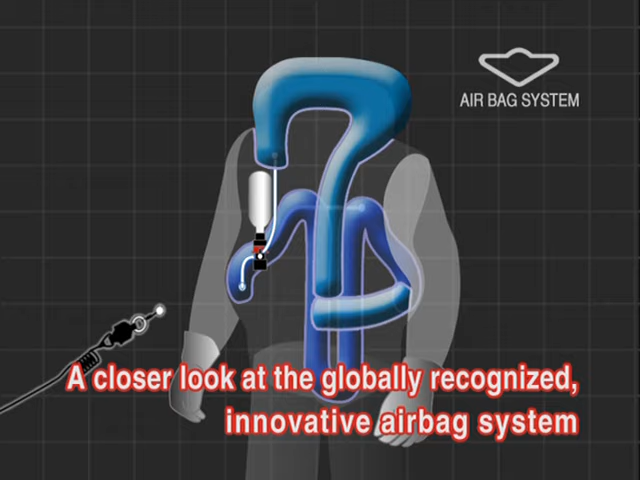 AIR BAG SYSTEM
A closer look at the globally recognized,
innovative airbag system